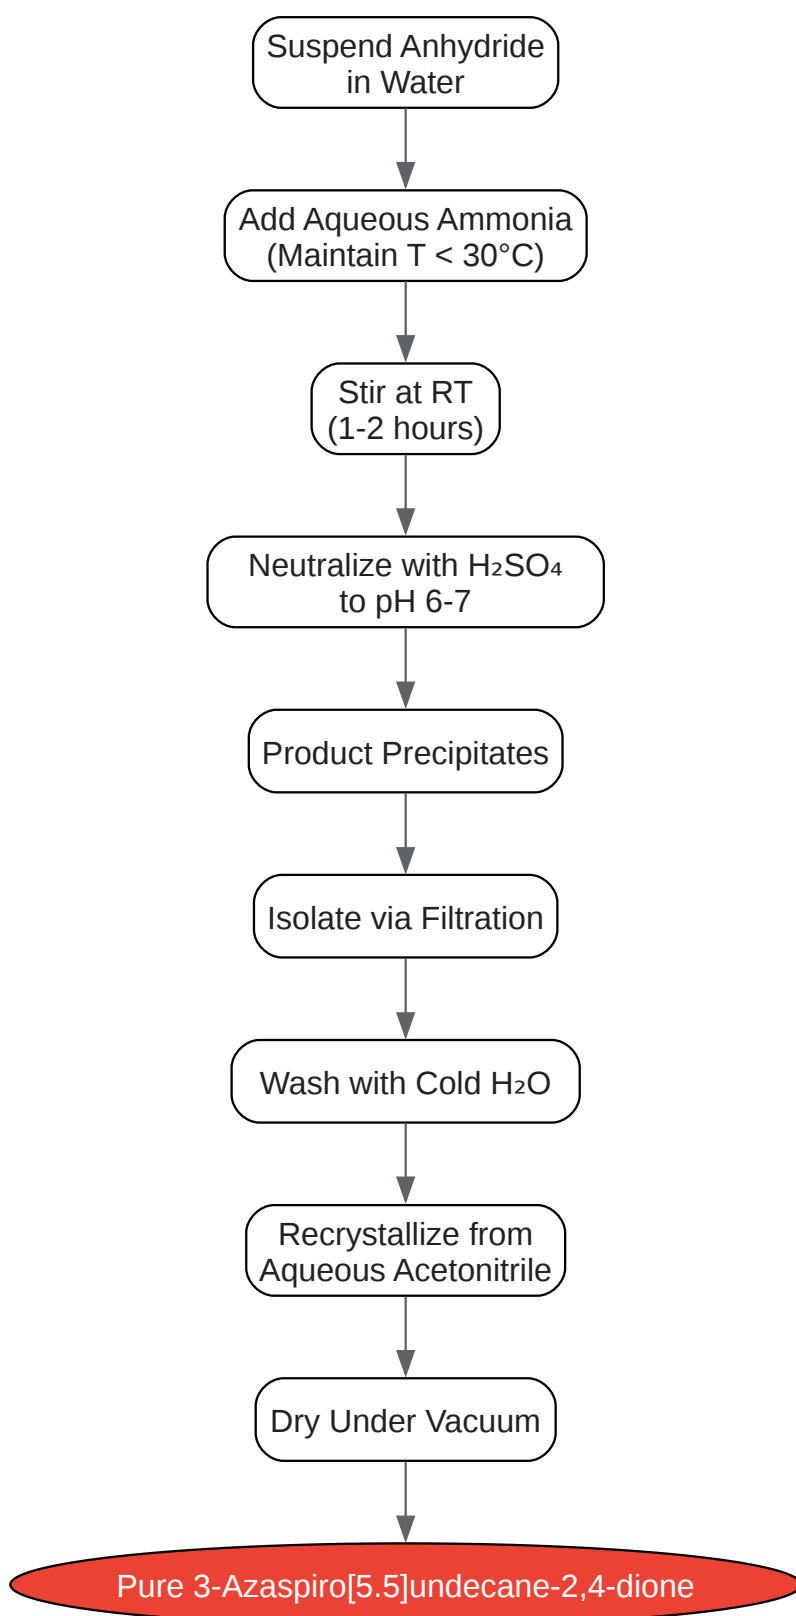 Suspend Anhydride
in Water
Add Aqueous Ammonia
(Maintain T < 30°C)
Stir at RT
(1-2 hours)
Neutralize with H₂SO₄
to pH 6-7
Product Precipitates
Isolate via Filtration
Wash with Cold H₂O
Recrystallize from
Aqueous Acetonitrile
Dry Under Vacuum
Pure 3-Azaspiro[5.5]undecane-2,4-dione